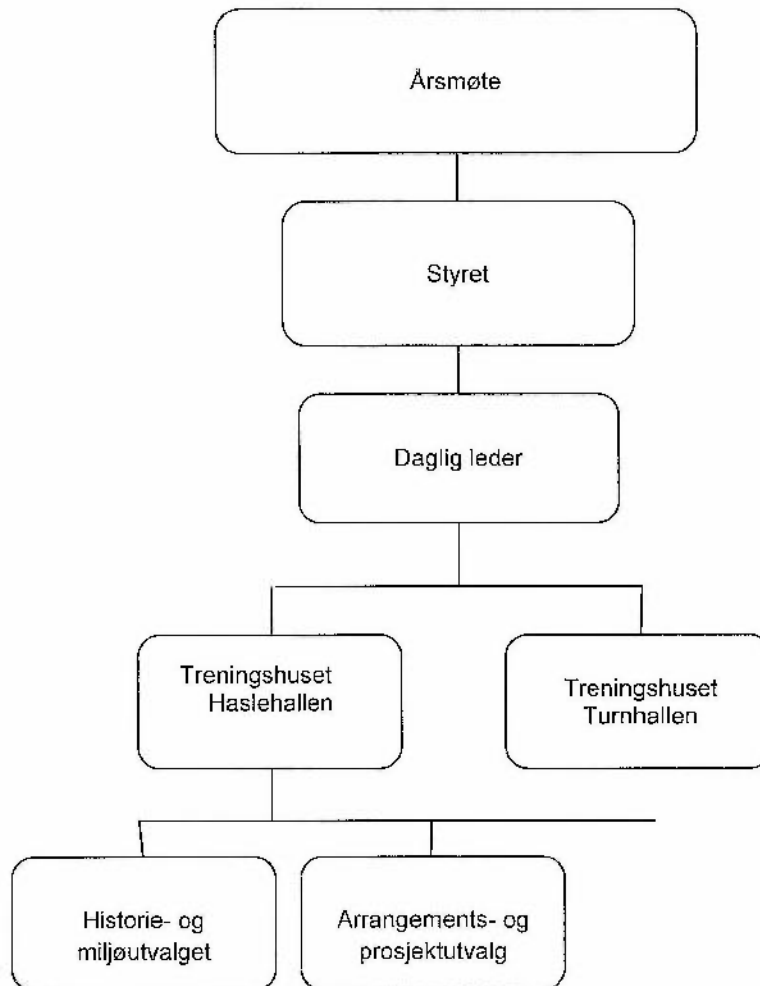 Årsmøte
Styret
Daglig leder
Treningshuset
Haslehallen
Treningshuset
Turnhallen
Historie- og
miljøutvalget
Arrangements- og
prosjektutvalg